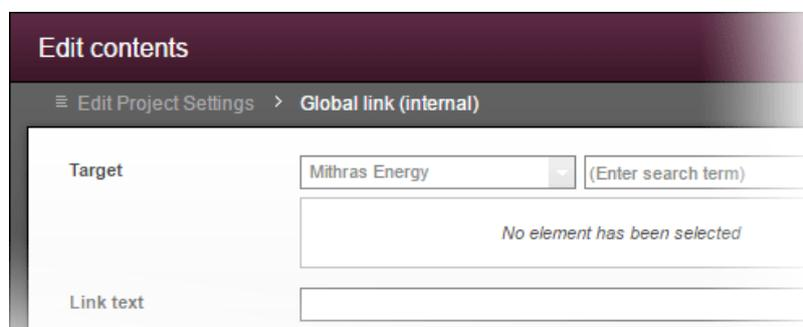 Edit contents
Edit Project Settings > Global link (internal)
Target
Mithras Energy
(Enter search term)
No element has been selected
Link text